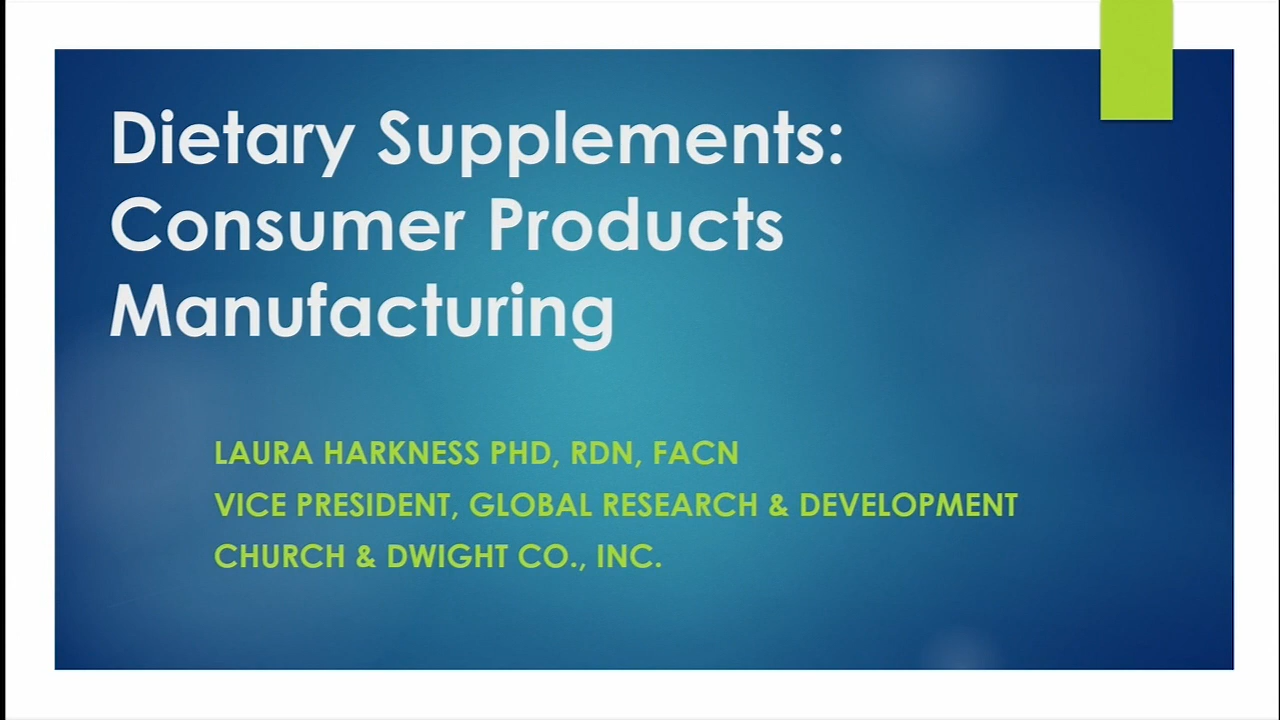 Dietary Supplements:
Consumer Products
Manufacturing
LAURA HARKNESS PHD, RDN, FACN
VICE PRESIDENT, GLOBAL RESEARCH & DEVELOPMENT
CHURCH & DWIGHT CO., INC.